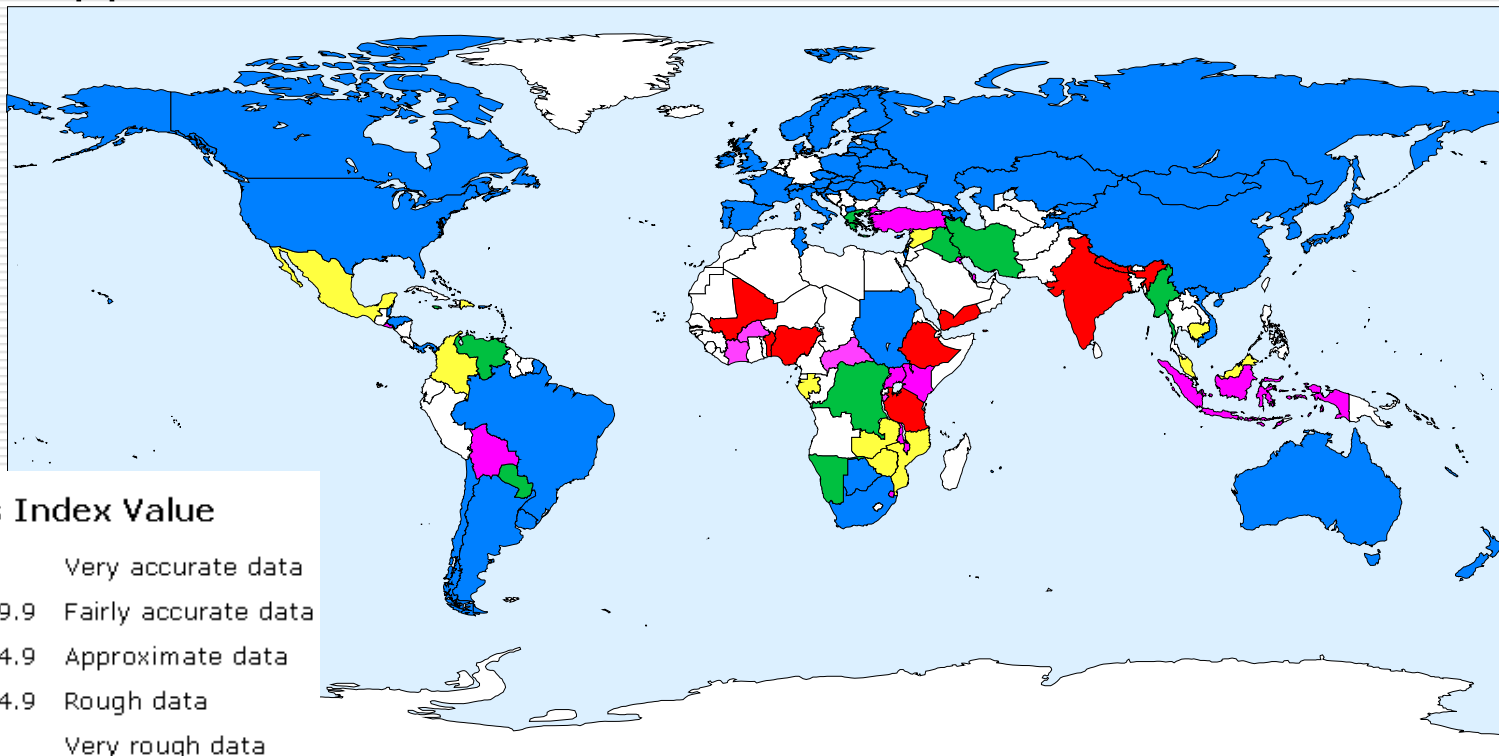 Index Value
Very accurate data
9.9 Fairly accurate data
4.9 Approximate data
4.9 Rough data
Very rough data